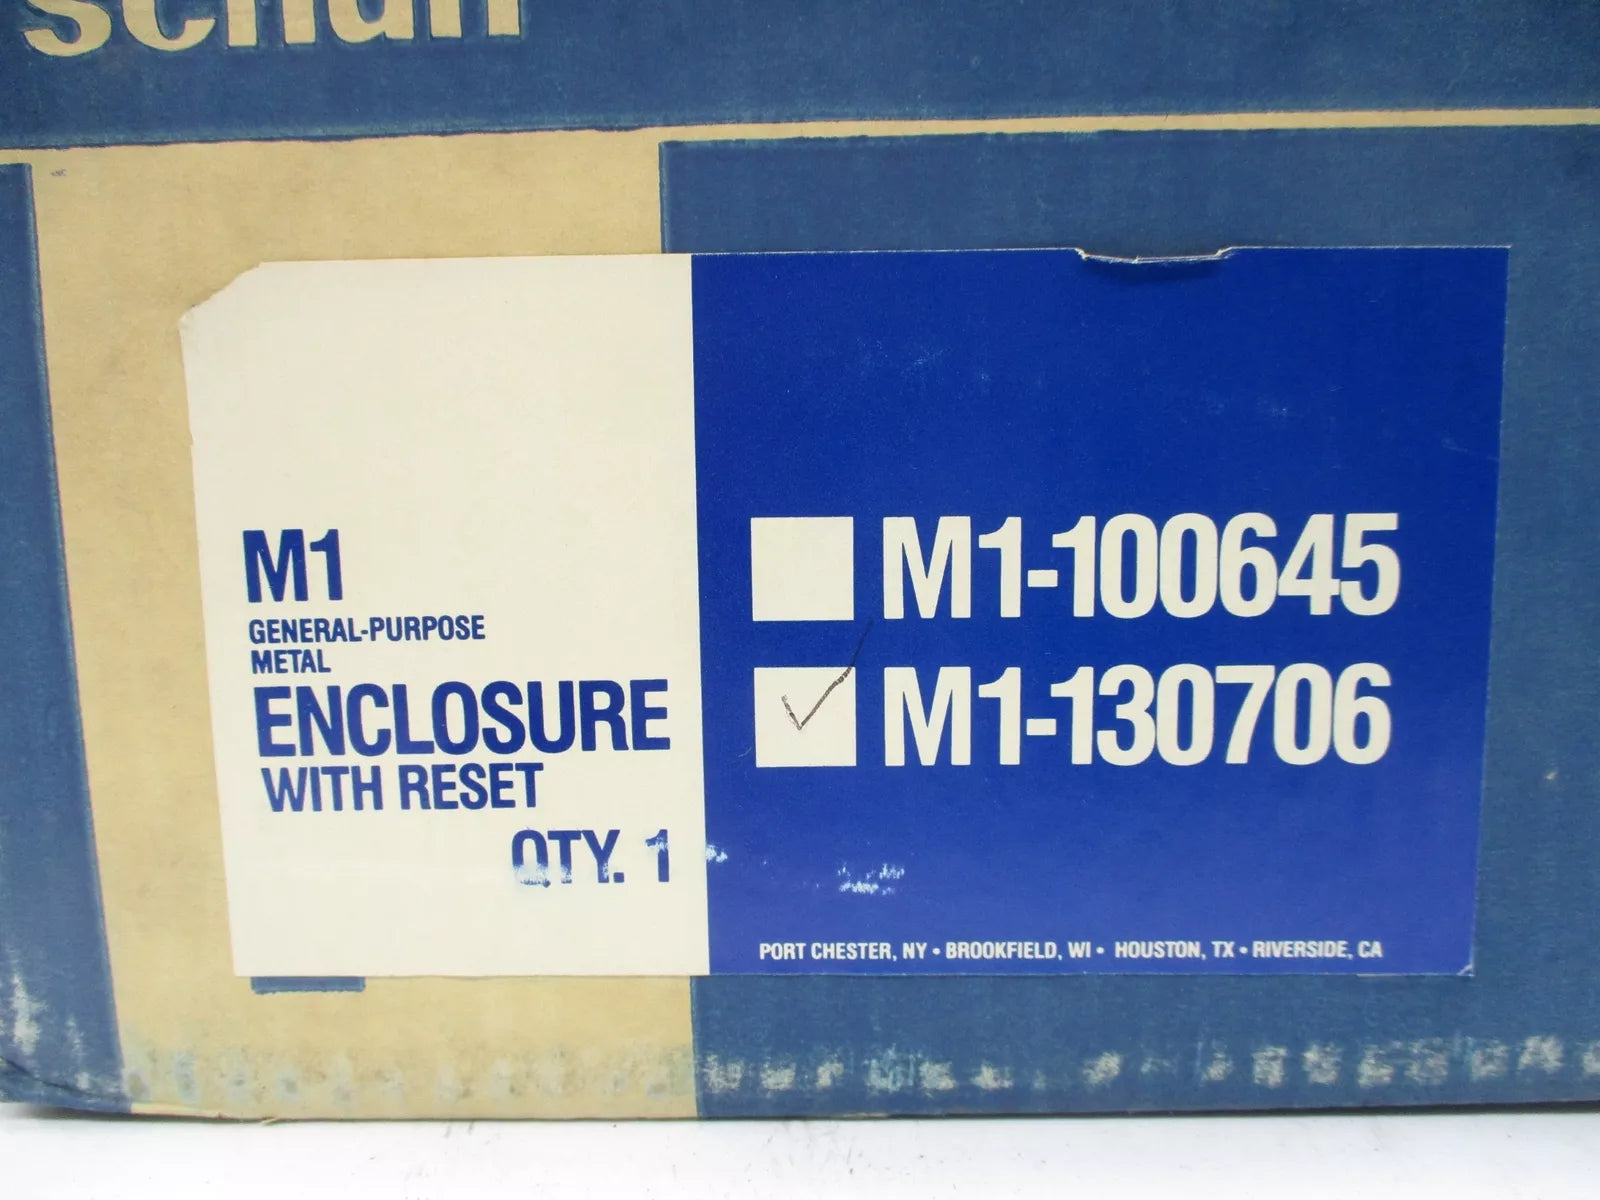 M1
GENERAL-PURPOSE
METAL
ENCLOSURE
WITH RESET
QTY. 1
M1-100645
M1-130706
PORT CHESTER, NY • BROOKFIELD, WI • HOUSTON, TX • RIVERSIDE, CA